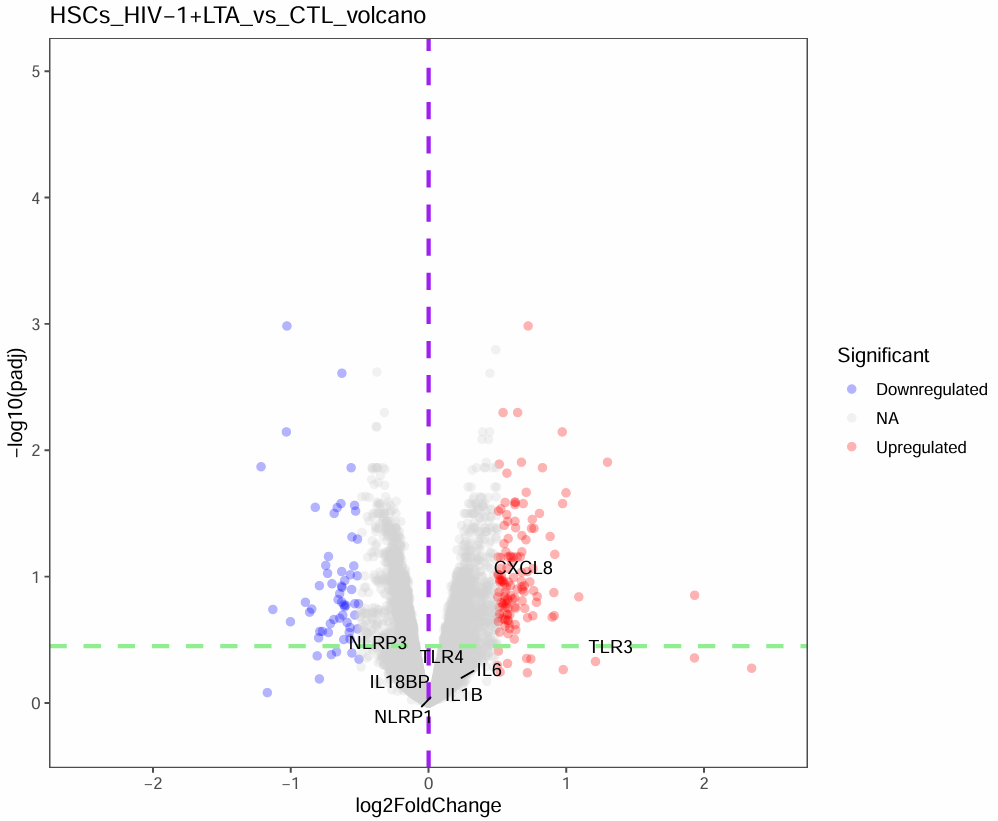 HSCs_HIV−1+LTA_vs_CTL_volcano
5
4
3
2
1
0
−log10(padj)
CXCL8
NLRP3
TLR3
TLR4
IL6
IL18BP
IL1B
NLRP1
−2
−1
0
1
2
log2FoldChange
Significant
Downregulated
NA
Upregulated